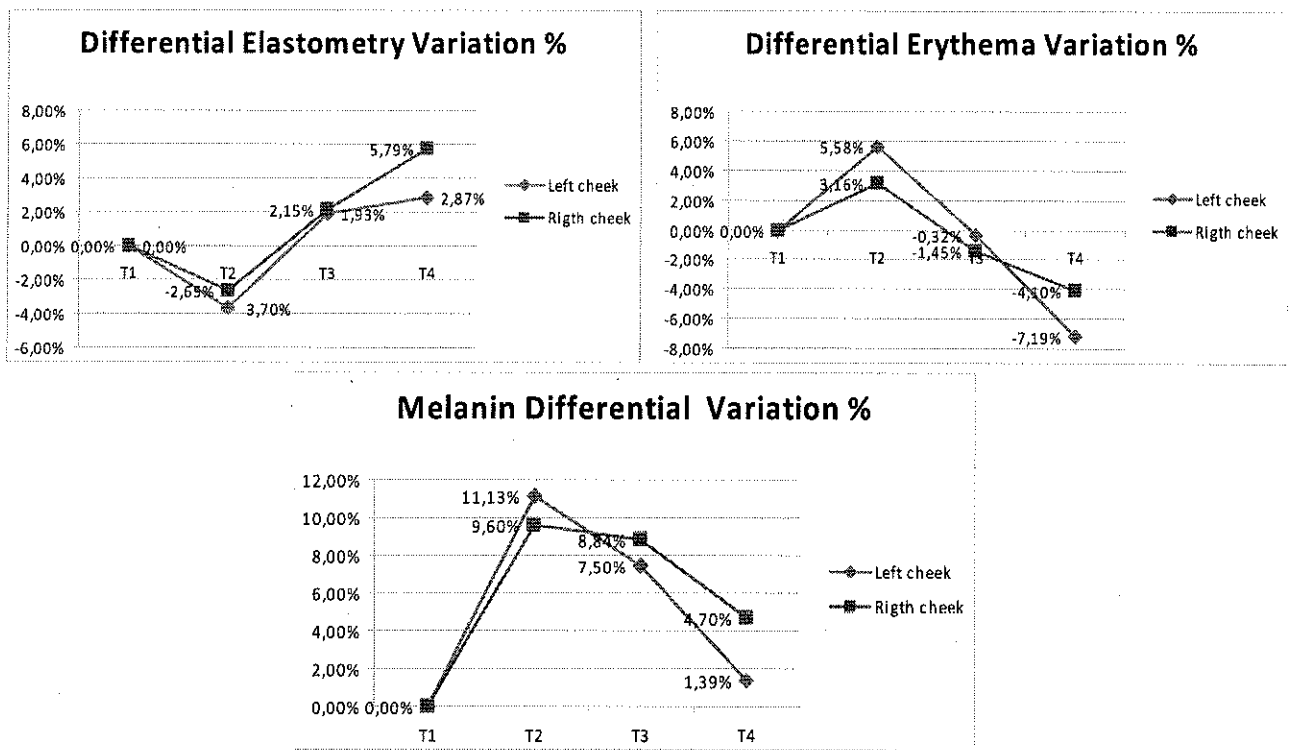 Differential Elastometry Variation %
8,00%
6,00%
4,00%
2,00%
0,00%
-2,00%
-4,00%
-6,00%
0,00%
0,00%
-2,65%
3,70%
2,15%
1,93%
5,79%
2,87%
T1
T2
T3
T4
Left cheek
Rigth cheek
Differential Erythema Variation %
8,00%
6,00%
4,00%
2,00%
0,00%
-2,00%
-4,00%
-6,00%
-8,00%
0,00%
5,58%
3,16%
-0,32%
-1,45%
-4,10%
-7,19%
T1
T2
T3
T4
Left cheek
Rigth cheek
Melanin Differential Variation %
12,00%
10,00%
8,00%
6,00%
4,00%
2,00%
0,00%
0,00%
11,13%
9,60%
8,84%
7,50%
4,70%
1,39%
T1
T2
T3
T4
Left cheek
Rigth cheek